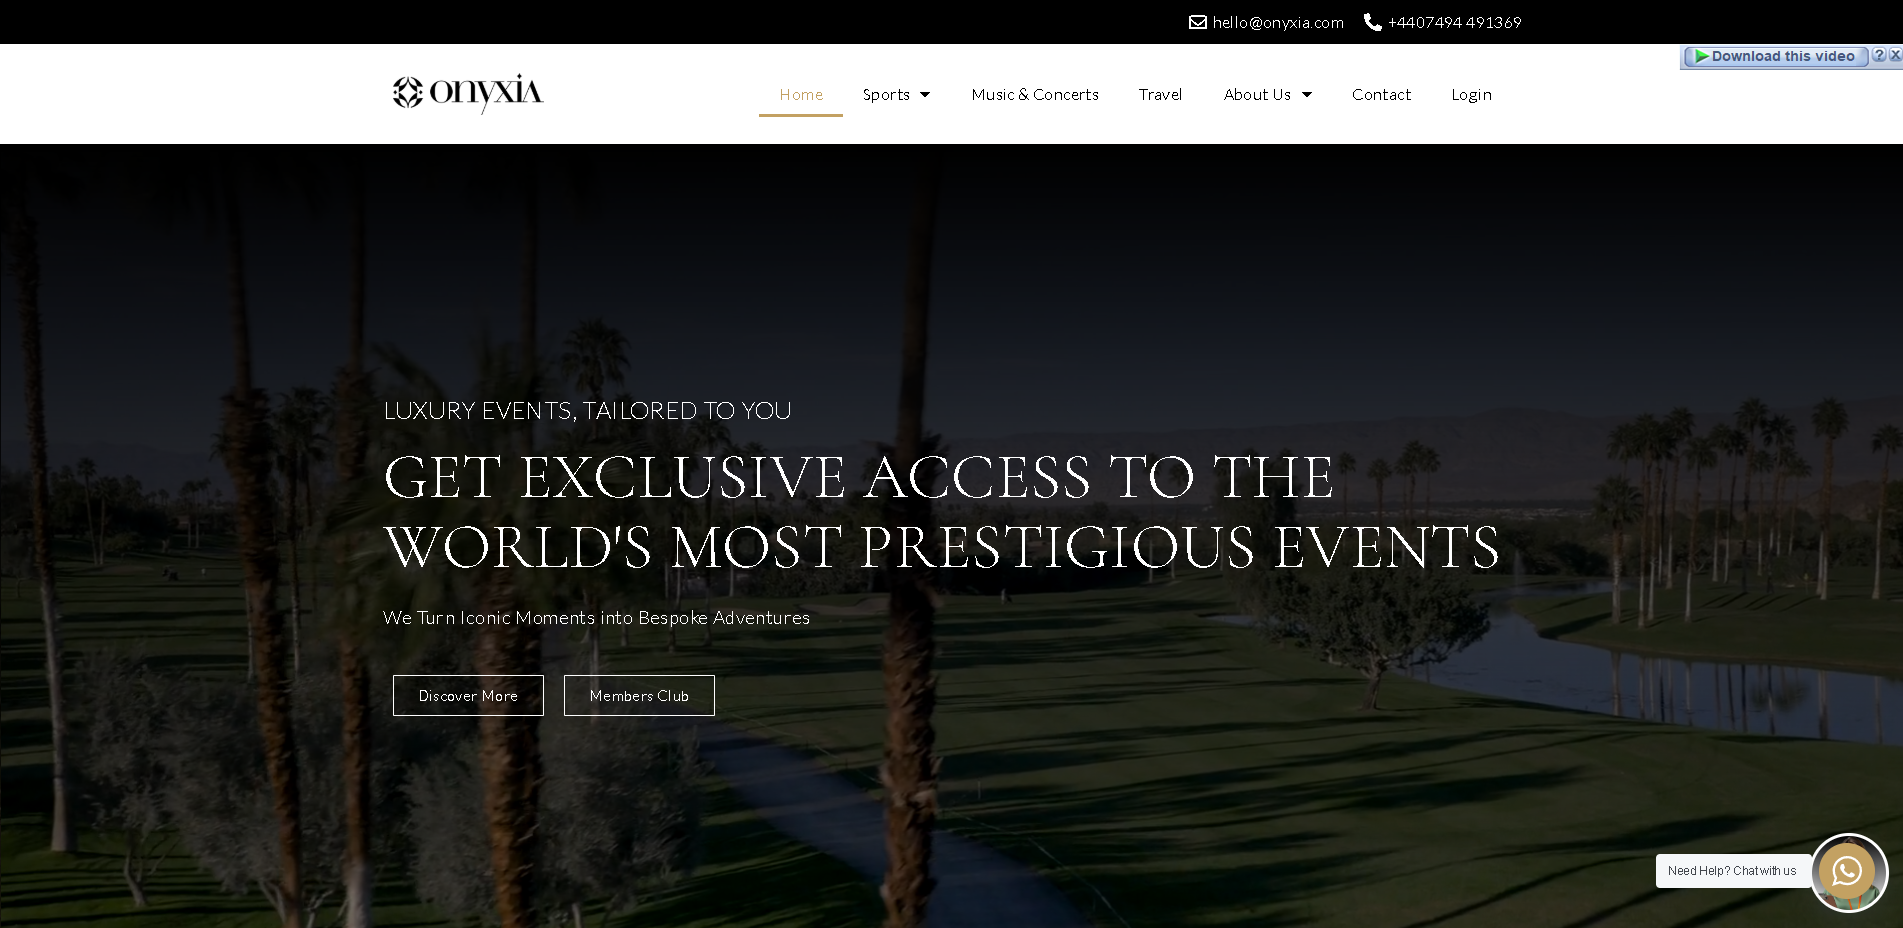 hello@onyxia.com +4407494 491369
Download this video ? X
onyxia
Home Sports Music & Concerts Travel About Us Contact Login
LUXURY EVENTS, TAILORED TO YOU
GET EXCLUSIVE ACCESS TO THE
WORLD'S MOST PRESTIGIOUS EVENTS
We Turn Iconic Moments into Bespoke Adventures
Discover More Members Club
Need Help? Chat with us